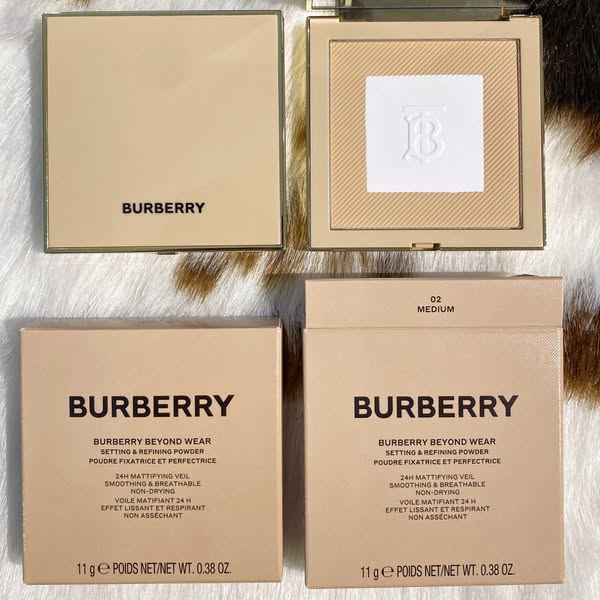 BURBERRY
B
02
MEDIUM
BURBERRY
BURBERRY BEYOND WEAR
SETTING & REFINING POWDER
POUDRE FIXATRICE ET PERFECTRICE
24H MATTIFYING VEIL
SMOOTHING & BREATHABLE
NON-DRYING
VOILE MATIFIANT 24 H
EFFET LISSANT ET RESPIRANT
NON ASSÉCHANT
11 g ℮ POIDS NET/NET WT. 0.38 OZ.
BURBERRY
BURBERRY BEYOND WEAR
SETTING & REFINING POWDER
POUDRE FIXATRICE ET PERFECTRICE
24H MATTIFYING VEIL
SMOOTHING & BREATHABLE
NON-DRYING
VOILE MATIFIANT 24 H
EFFET LISSANT ET RESPIRANT
NON ASSÉCHANT
11 g ℮ POIDS NET/NET WT. 0.38 OZ.